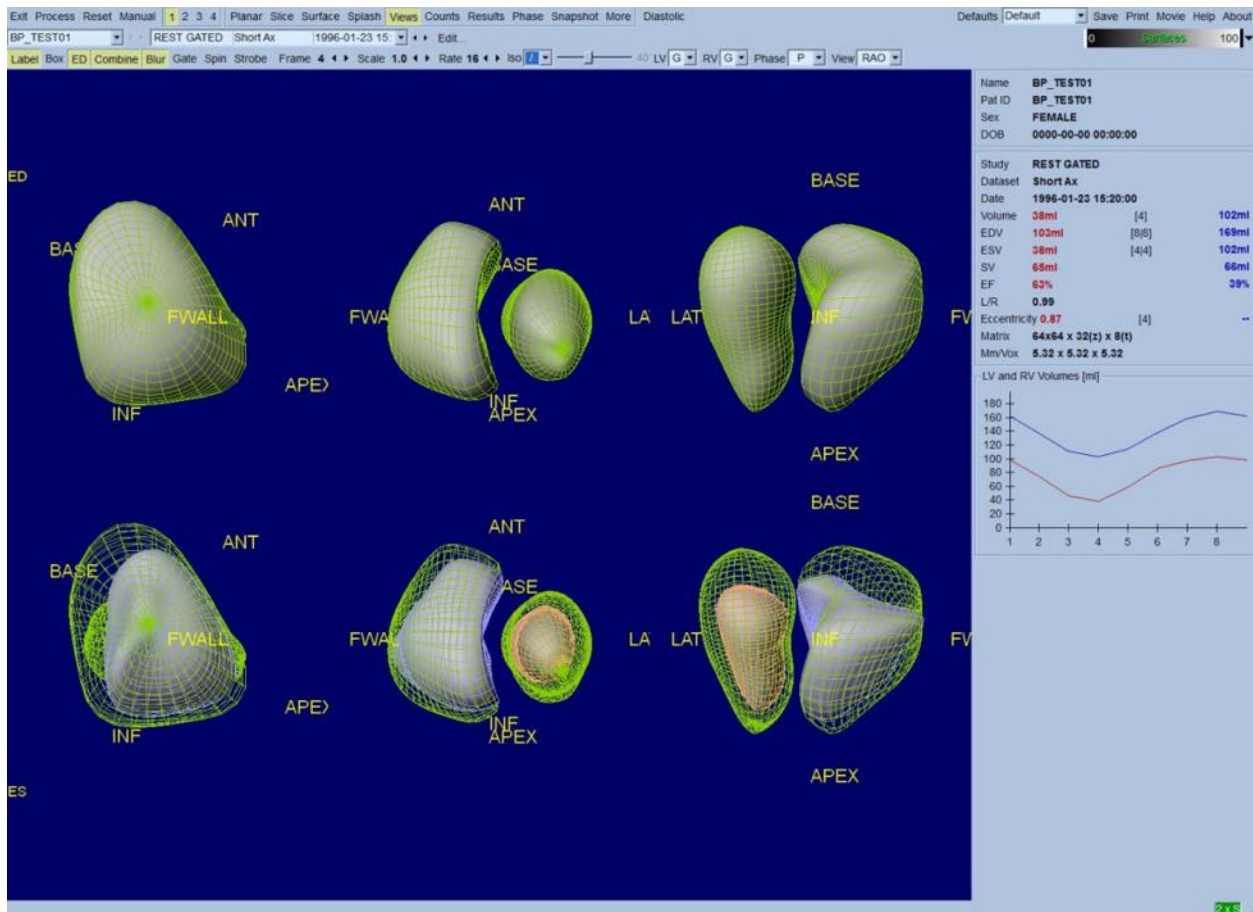 Exit Process Reset Manual 1 2 3 4 Planar Slice Surface Splash Views Counts Results Phase Snapshot More Diastolic Defaults Default Save Print Movie Help About
BP_TEST01 REST GATED Short Ax 1996-01-23 15: Edit... 0 Surfaces 100
Label Box ED Combine Blur Gate Spin Strobe Frame 4 Scale 1.0 Rate 16 Iso 40 LV G RV G Phase P View RAO
Name BP_TEST01
Pat ID BP_TEST01
Sex FEMALE
DOB 0000-00-00 00:00:00
Study REST GATED
Dataset Short Ax
Date 1996-01-23 15:20:00
Volume 38ml [4] 102ml
EDV 103ml [8|8] 169ml
ESV 38ml [4|4] 102ml
SV 65ml 66ml
EF 63% 39%
L/R 0.99
Eccentricity 0.87 [4] --
Matrix 64x64 x 32(z) x 8(t)
Mm/Vox 5.32 x 5.32 x 5.32
LV and RV Volumes [ml]
180
160
140
120
100
80
60
40
20
0
1 2 3 4 5 6 7 8
ED
ANT
BAS
FWALL
APEX
INF
ANT
BASE
FWA
LA
INF
APEX
BASE
LAT
INF
FW
APEX
ES
ANT
BASE
FWALL
APEX
INF
ANT
BASE
FWAL
LA
INF
APEX
BASE
LAT
INF
FW
APEX
2 x S